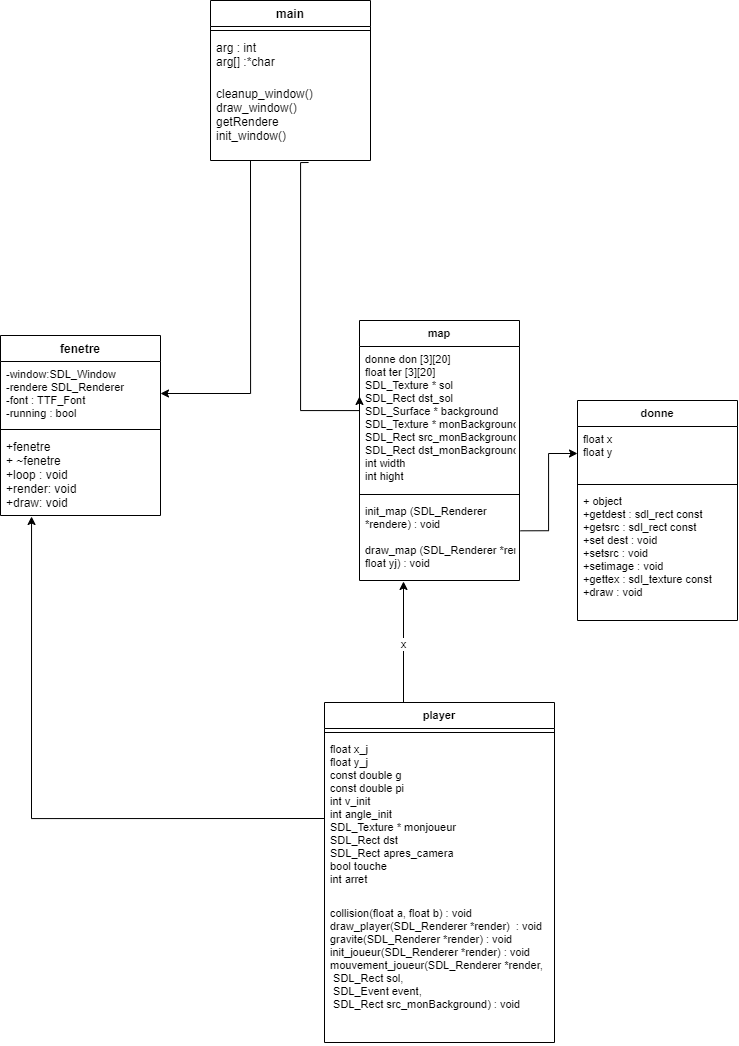 main
arg : int
arg[] :*char
cleanup_window()
draw_window()
getRendere
init_window()
fenetre
-window:SDL_Window
-rendere SDL_Renderer
-font : TTF_Font
-running : bool
+fenetre
+ ~fenetre
+loop : void
+render: void
+draw: void
map
donne don [3][20]
float ter [3][20]
SDL_Texture * sol
SDL_Rect dst_sol
SDL_Surface * background
SDL_Texture * monBackground
SDL_Rect src_monBackground
SDL_Rect dst_monBackground
int width
int hight
init_map (SDL_Renderer
*rendere) : void
draw_map (SDL_Renderer *rei
float yj) : void
donne
float x
float y
+ object
+getdest : sdl_rect const
+getsrc : sdl_rect const
+set dest : void
+setsrc : void
+setimage : void
+gettex : sdl_texture const
+draw : void
x
player
float x_j
float y_j
const double g
const double pi
int v_init
int angle_init
SDL_Texture * monjoueur
SDL_Rect dst
SDL_Rect apres_camera
bool touche
int arret
collision(float a, float b) : void
draw_player(SDL_Renderer *render)  : void
gravite(SDL_Renderer *render) : void
init_joueur(SDL_Renderer *render) : void
mouvement_joueur(SDL_Renderer *render,
SDL_Rect sol,
SDL_Event event,
SDL_Rect src_monBackground) : void